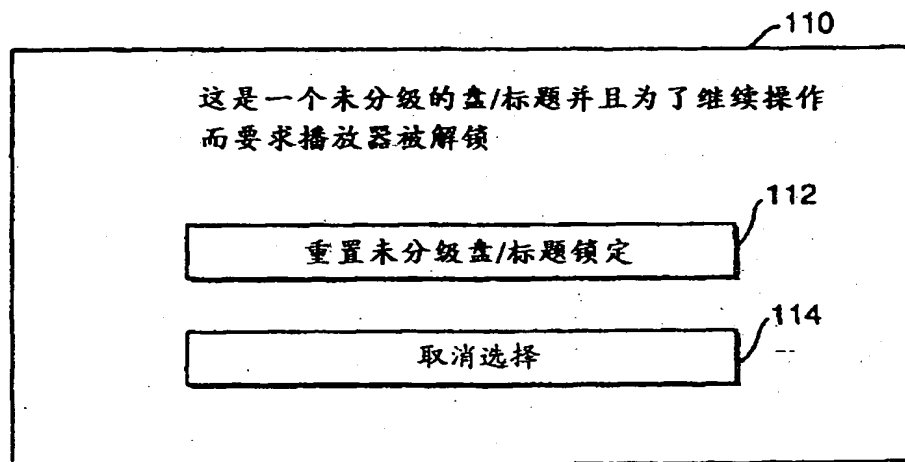 110
这是一个未分级的盘/标题并且为了继续操作
而要求播放器被解锁
112
重置未分级盘/标题锁定
114
取消选择